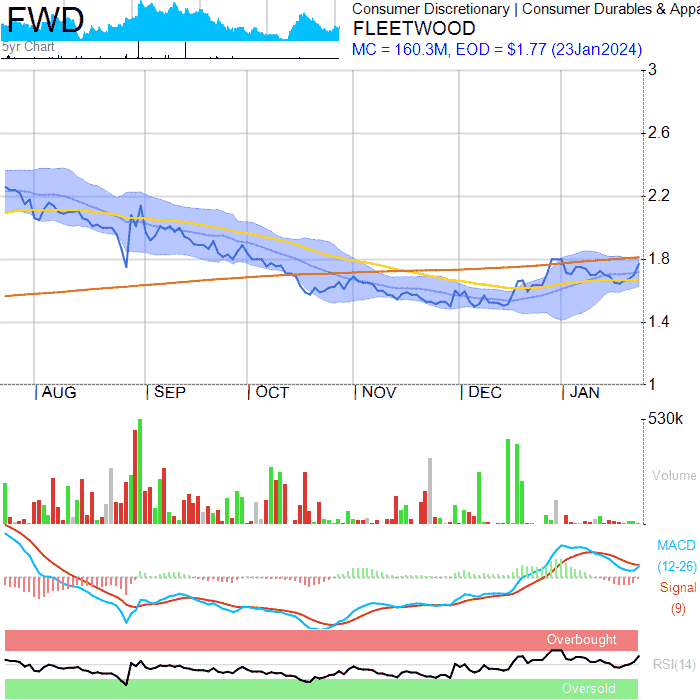 FWD
5yr Chart
Consumer Discretionary | Consumer Durables & Appa
FLEETWOOD
MC = 160.3M, EOD = $1.77 (23Jan2024)
3
2.6
2.2
1.8
1.4
1
AUG
SEP
OCT
NOV
DEC
JAN
530k
Volume
MACD
(12-26)
Signal
(9)
Overbought
RSI(14)
Oversold